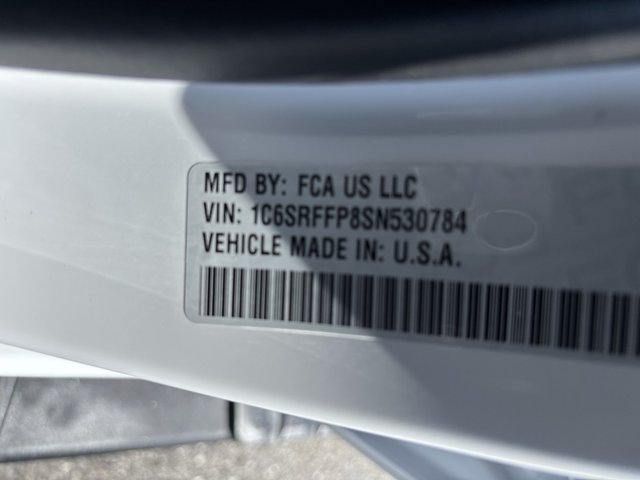 MFD BY: FCA US LLC
VIN: 1C6SRFFP8SN530784
VEHICLE MADE IN: U.S.A.